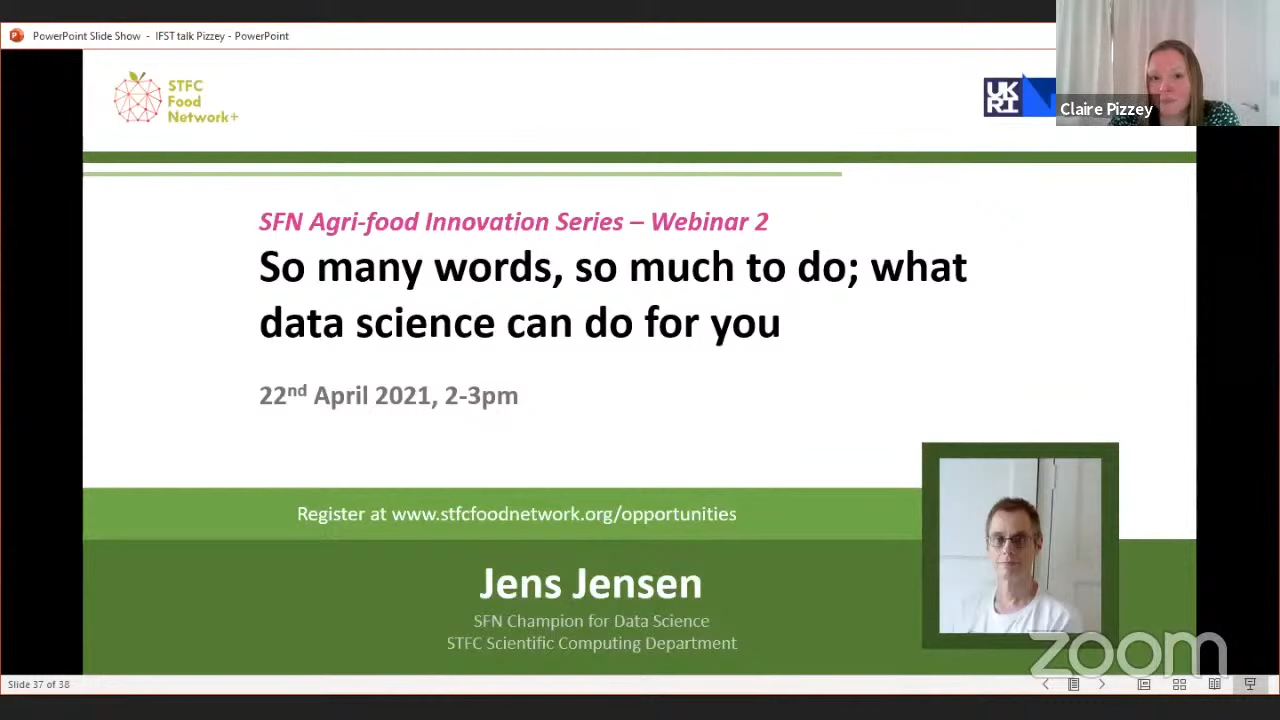 PowerPoint Slide Show - IFST talk Pizzey - PowerPoint
STFC
Food
Network+
UK
RI
Claire Pizzey
SFN Agri-food Innovation Series – Webinar 2
So many words, so much to do; what
data science can do for you
22nd April 2021, 2-3pm
Register at www.stfcfoodnetwork.org/opportunities
Jens Jensen
SFN Champion for Data Science
STFC Scientific Computing Department
zoom
Slide 37 of 38